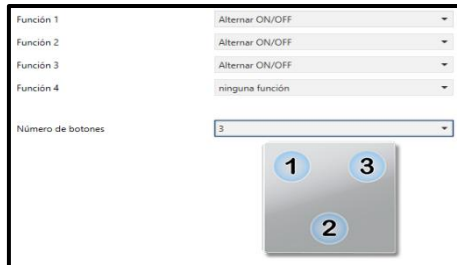 Función 1 Alternar ON/OFF
Función 2 Alternar ON/OFF
Función 3 Alternar ON/OFF
Función 4 ninguna función
Número de botones 3
1 3
2